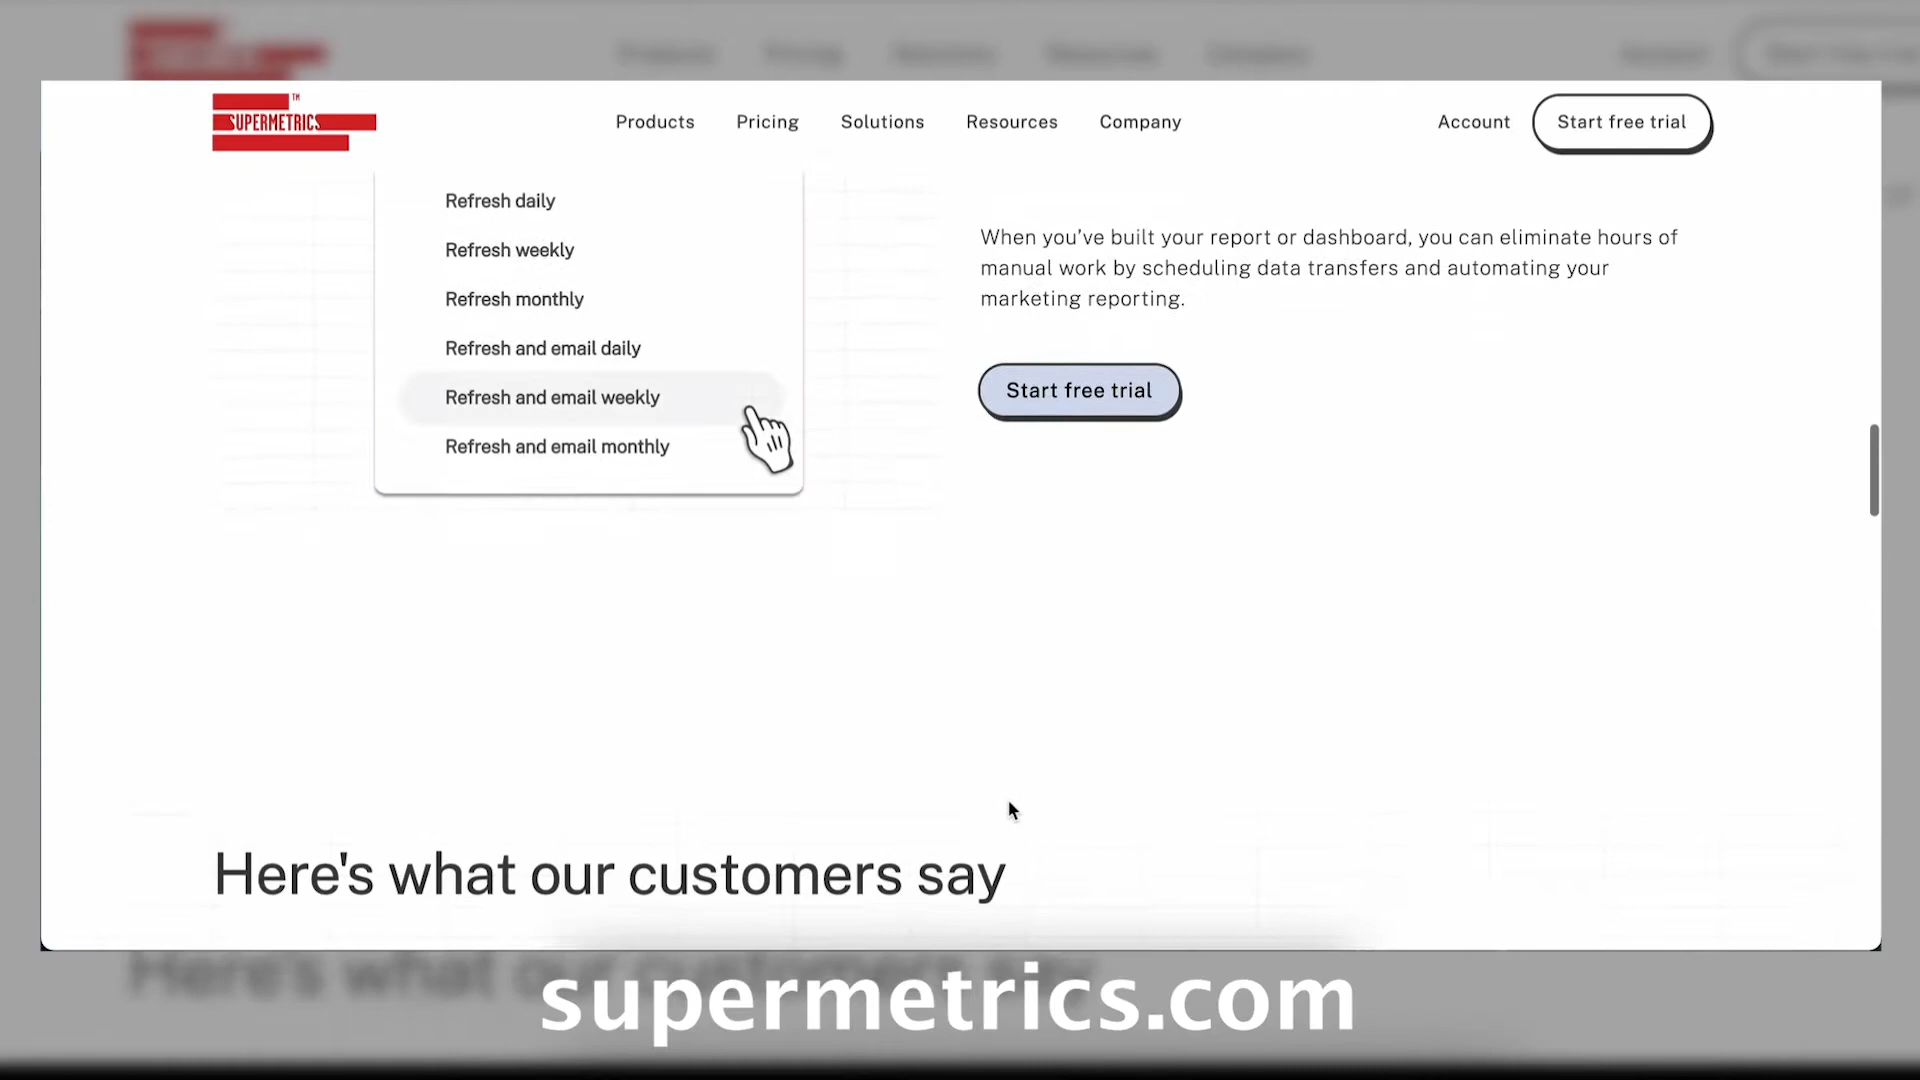 SUPERMETRICS TM
Products Pricing Solutions Resources Company Account Start free trial
Refresh daily
Refresh weekly
Refresh monthly
Refresh and email daily
Refresh and email weekly
Refresh and email monthly
When you’ve built your report or dashboard, you can eliminate hours of
manual work by scheduling data transfers and automating your
marketing reporting.
Start free trial
Here's what our customers say
supermetrics.com